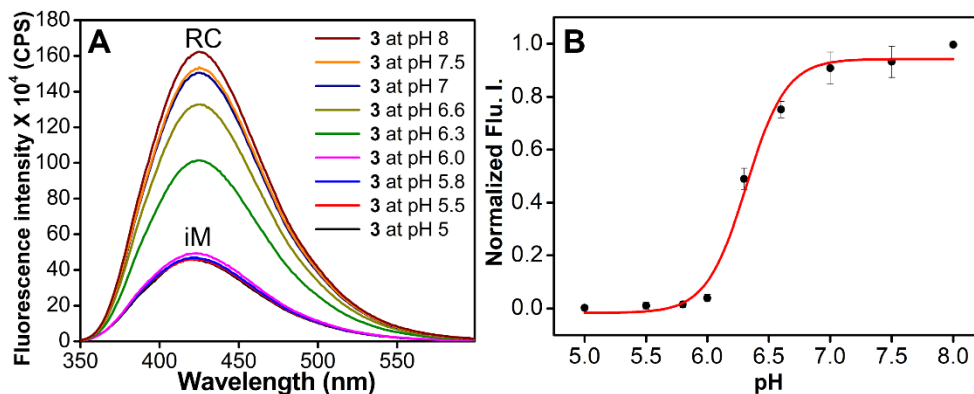 A
RC
iM
3 at pH 8
3 at pH 7.5
3 at pH 7
3 at pH 6.6
3 at pH 6.3
3 at pH 6.0
3 at pH 5.8
3 at pH 5.5
3 at pH 5
Fluorescence intensity X 10⁴ (CPS)
180
160
140
120
100
80
60
40
20
0
350 400 450 500 550
Wavelength (nm)
B
Normalized Flu. I.
1.0
0.8
0.6
0.4
0.2
0.0
5.0 5.5 6.0 6.5 7.0 7.5 8.0
pH